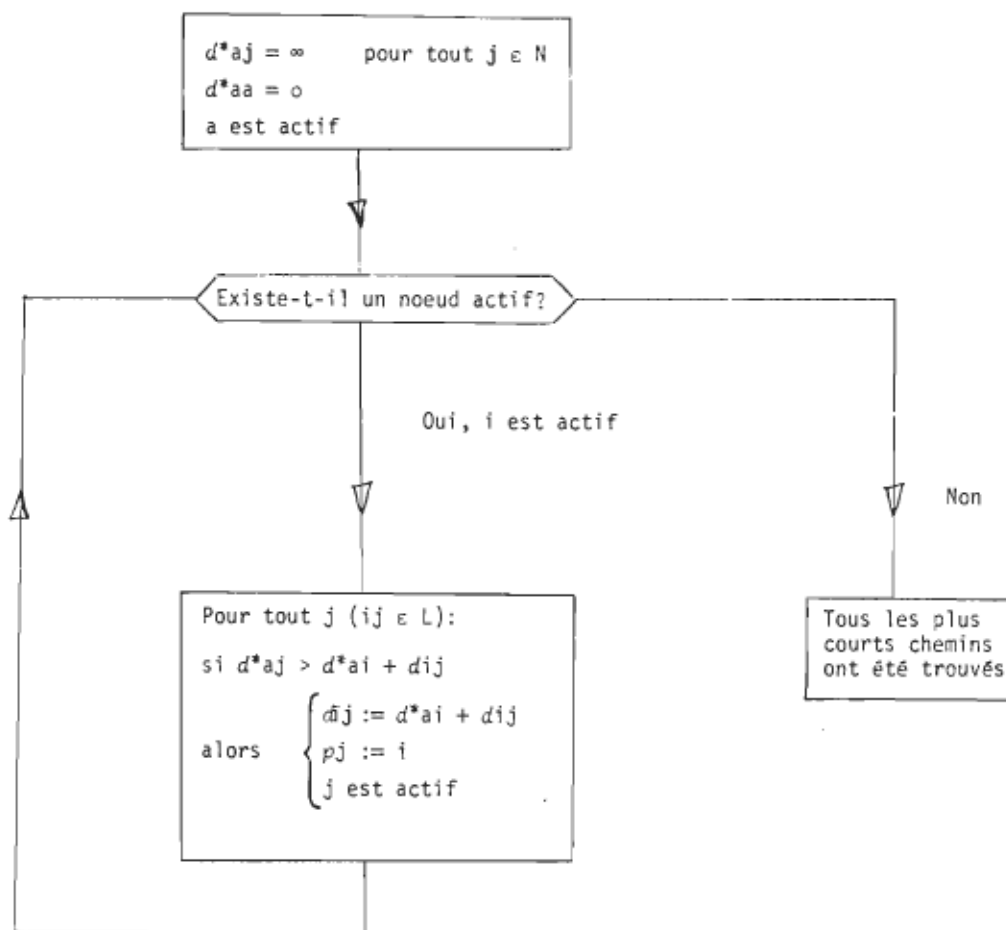 d*aj = ∞ pour tout j ε N
d*aa = o
a est actif
Existe-t-il un noeud actif?
Oui, i est actif
Non
Pour tout j (ij ε L):
si d*aj > d*ai + dij
alors
:= d*ai + dij
pj := i
j est actif
Tous les plus
courts chemins
ont été trouvés